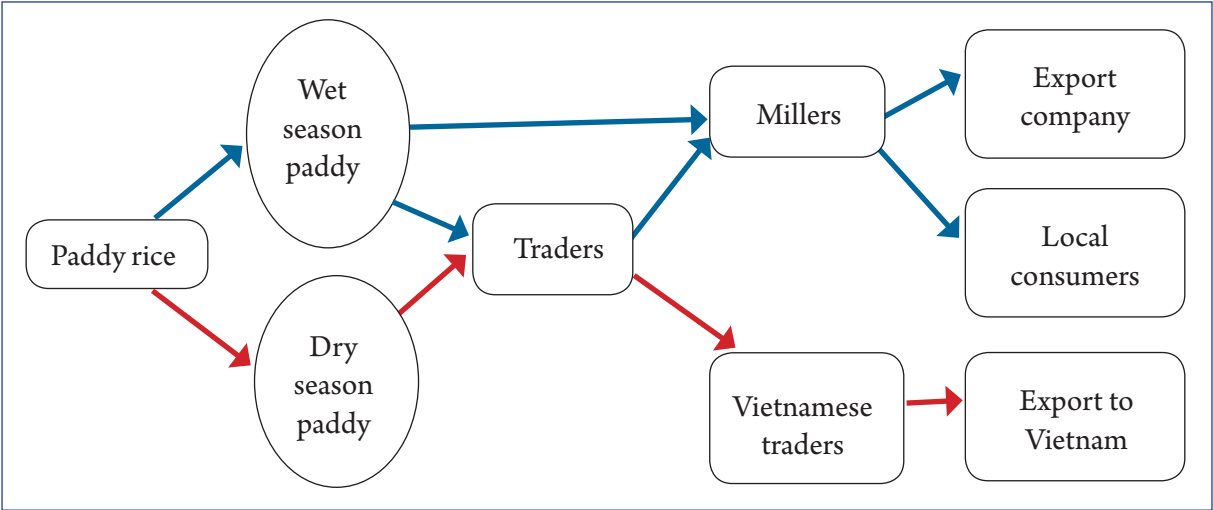 Paddy rice
Wet
season
paddy
Dry
season
paddy
Traders
Millers
Vietnamese
traders
Export
company
Local
consumers
Export to
Vietnam